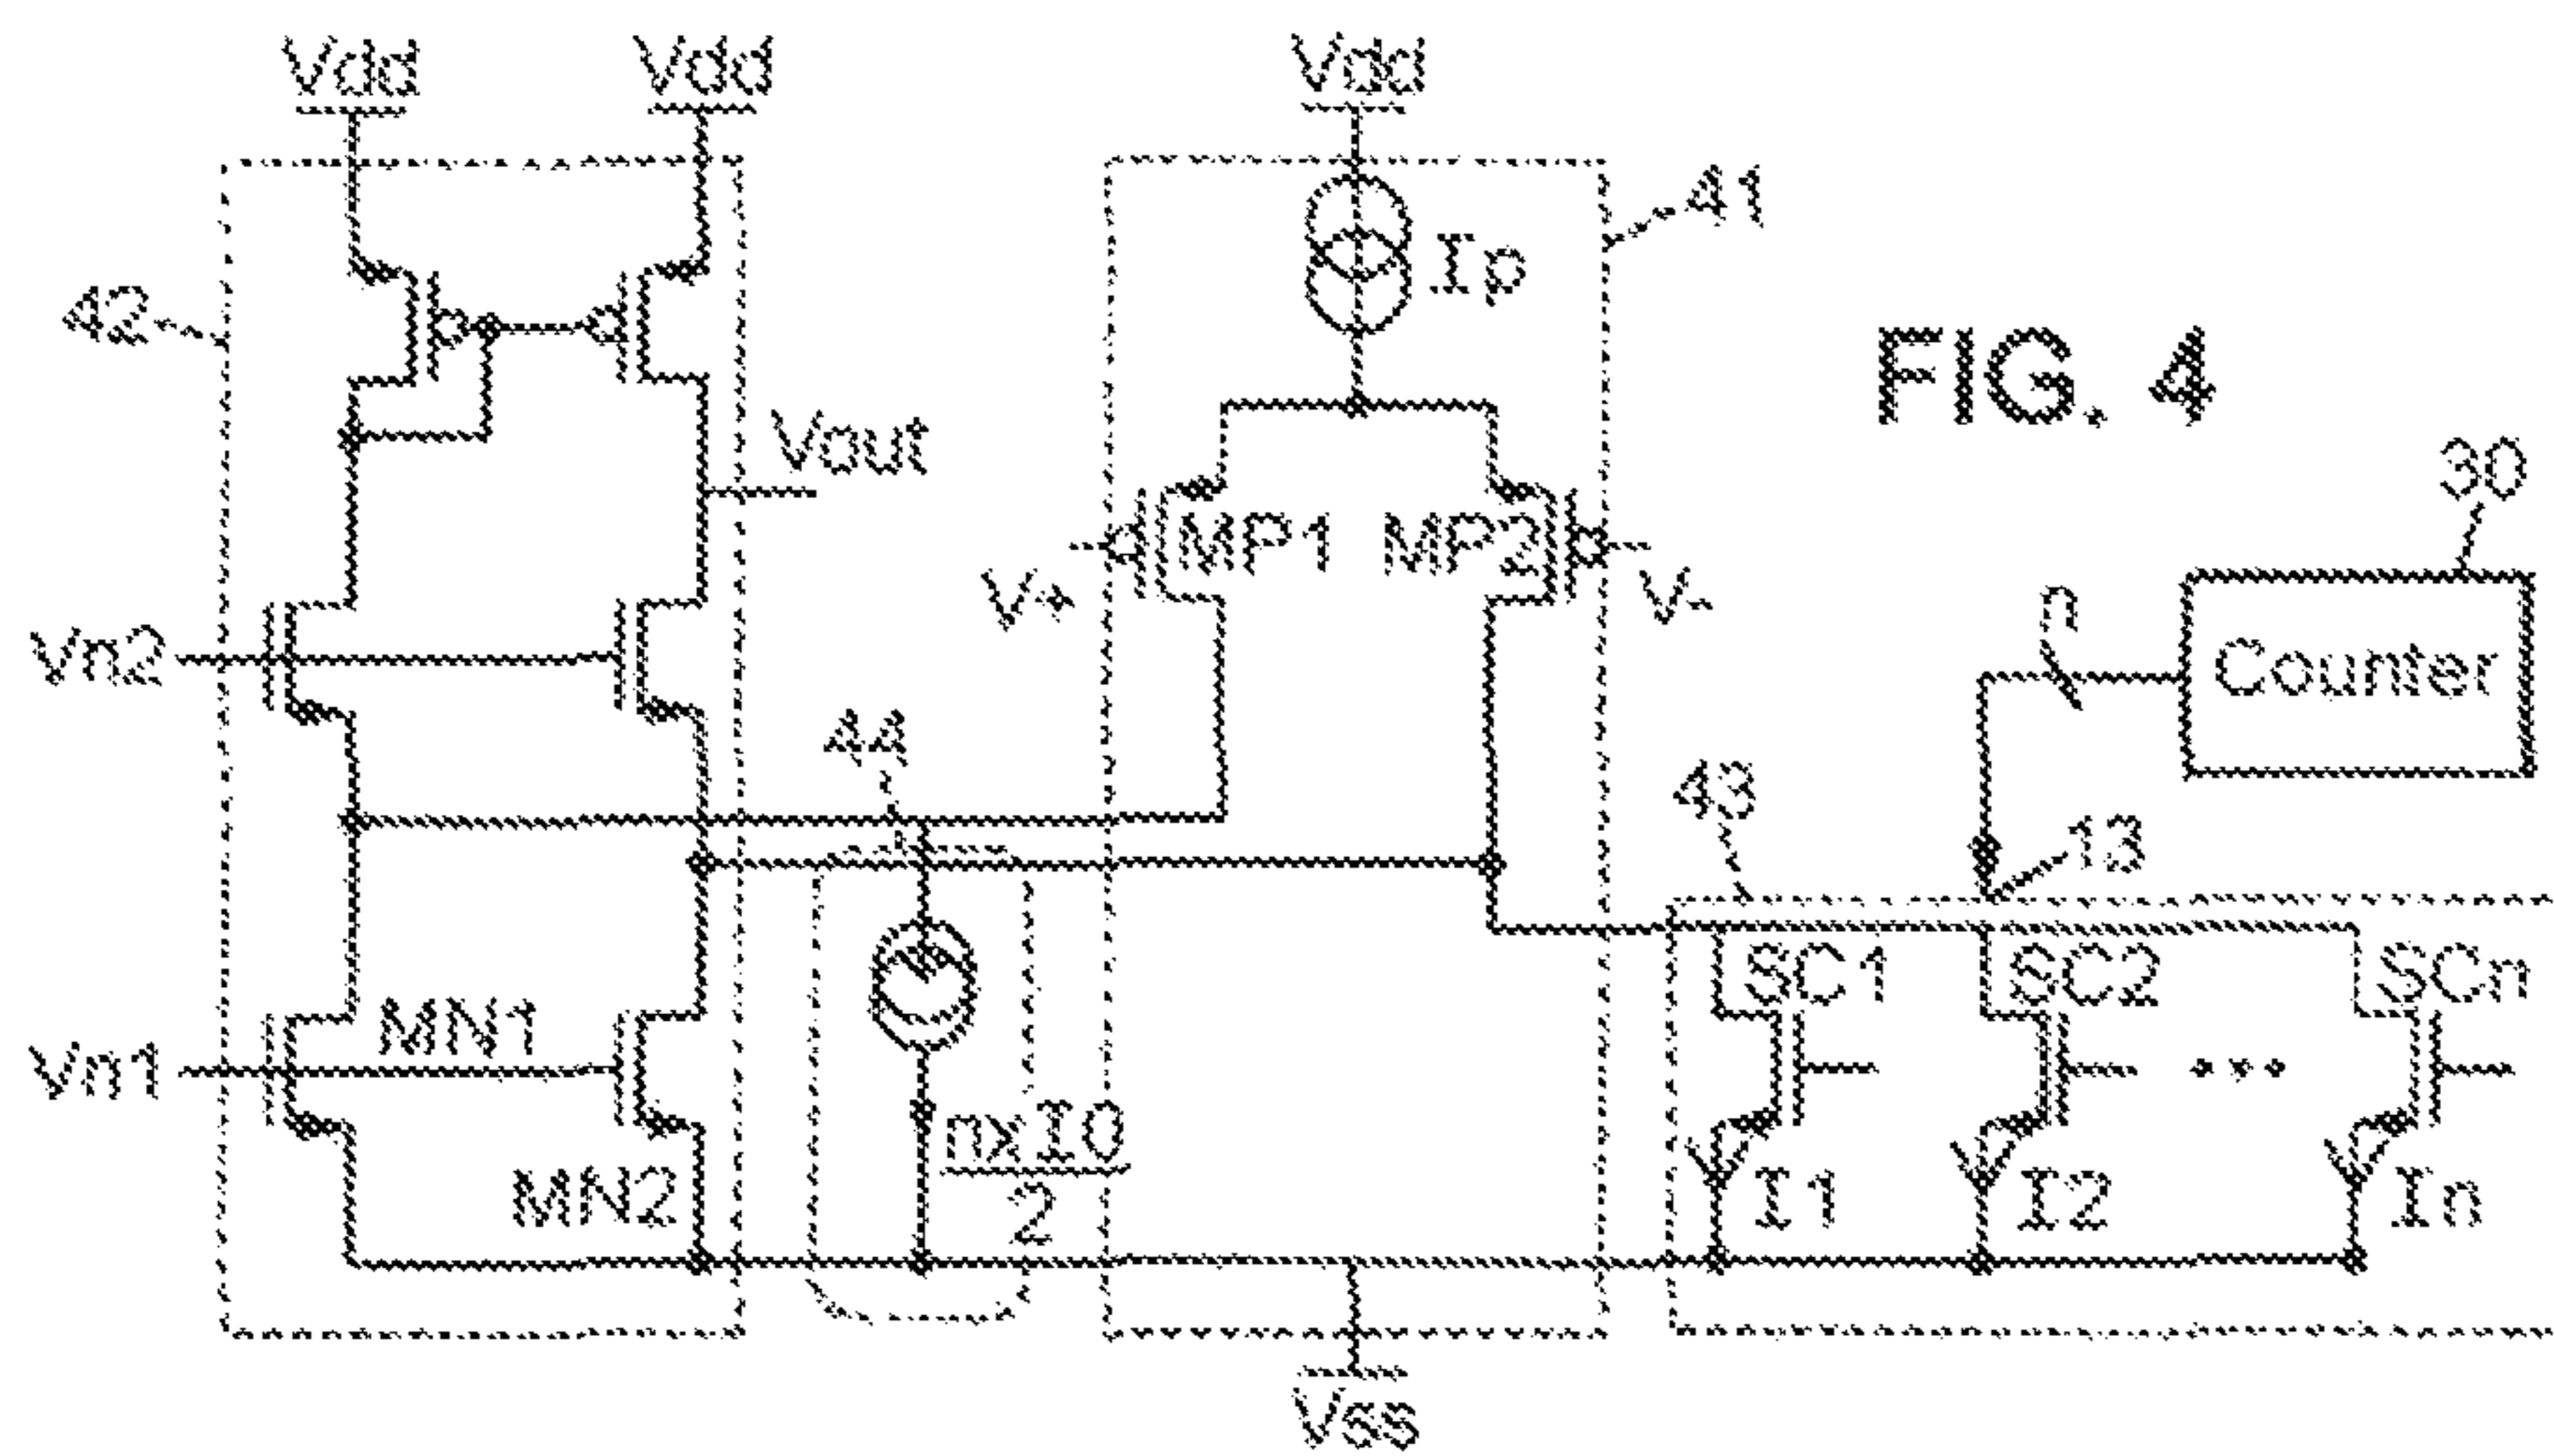 Vdd
Vdd
Vdd
41
Ip
42
FIG. 4
Vout
30
MP1
MP2
V+
V-
n
Counter
Vn2
44
43
13
SC1
SC2
SCn
MN1
Vn1
nxI0
2
MN2
I1
I2
In
Vss